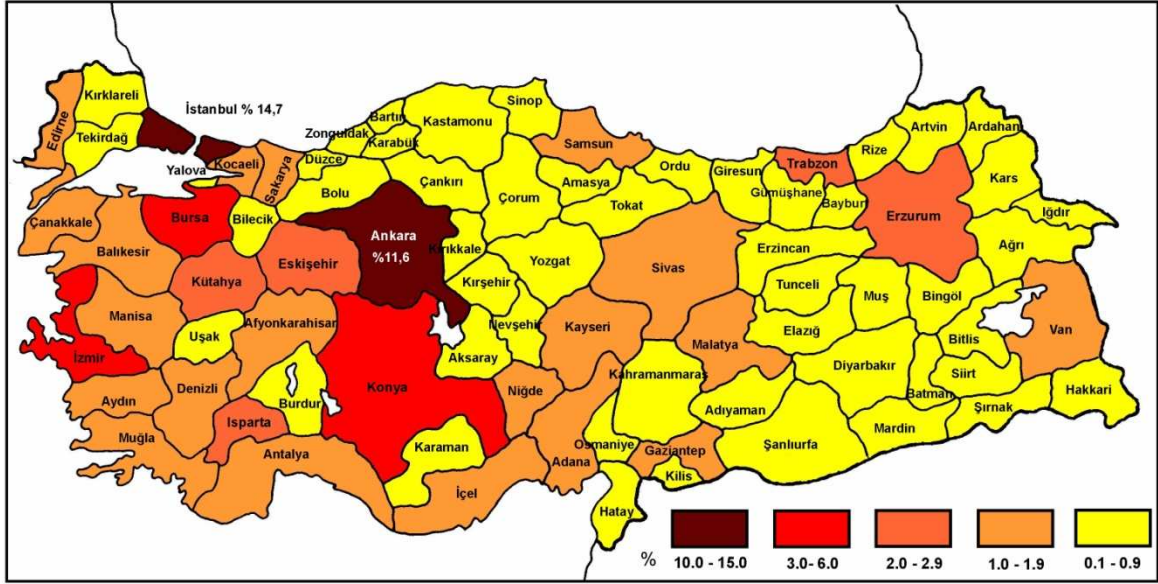 Kırklareli
Edirne
Tekirdağ
İstanbul % 14,7
Yalova
Kocaeli
Sakarya
Düzce
Zonguldak
Bartın
Karabük
Kastamonu
Sinop
Samsun
Bolu
Çankırı
Çorum
Amasya
Tokat
Ordu
Giresun
Trabzon
Gümüşhane
Bayburt
Rize
Artvin
Ardahan
Kars
Iğdır
Erzurum
Ağrı
Çanakkale
Balıkesir
Bursa
Bilecik
Kütahya
Eskişehir
Ankara
%11,6
Kırıkkale
Kırşehir
Yozgat
Sivas
Erzincan
Tunceli
Muş
Bingöl
Elazığ
Bitlis
Van
Manisa
İzmir
Uşak
Afyonkarahisar
Konya
Aksaray
Nevşehir
Kayseri
Malatya
Diyarbakır
Siirt
Batman
Şırnak
Hakkari
Aydın
Denizli
Burdur
Isparta
Muğla
Antalya
Karaman
Niğde
Kahramanmaraş
Adıyaman
Şanlıurfa
Mardin
İçel
Adana
Osmaniye
Gaziantep
Kilis
Hatay
% 10.0 - 15.0 3.0- 6.0 2.0 - 2.9 1.0 - 1.9 0.1 - 0.9